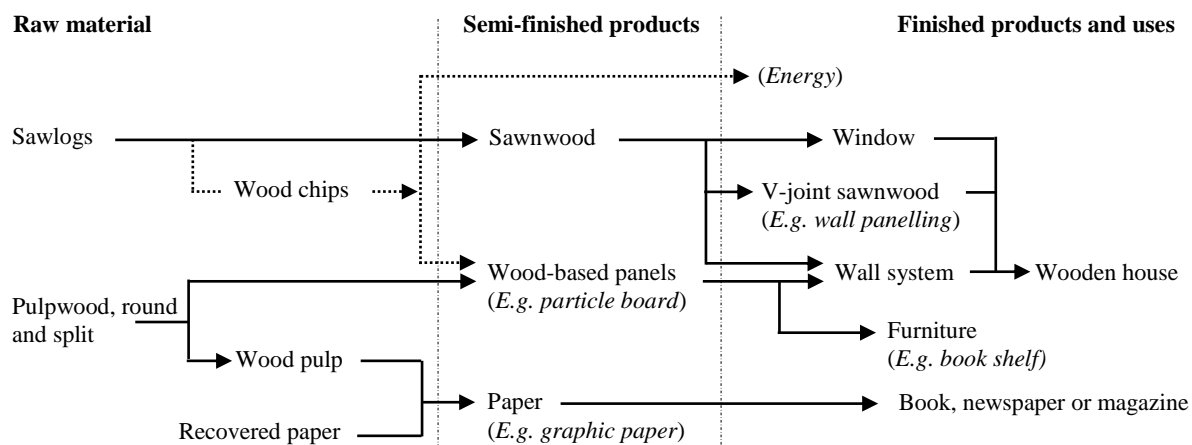 Raw material Semi-finished products Finished products and uses
(Energy)
Sawlogs Sawnwood Window
Wood chips V-joint sawnwood
(E.g. wall panelling)
Wood-based panels Wall system Wooden house
(E.g. particle board)
Pulpwood, round
and split
Furniture
(E.g. book shelf)
Wood pulp
Paper Book, newspaper or magazine
(E.g. graphic paper)
Recovered paper